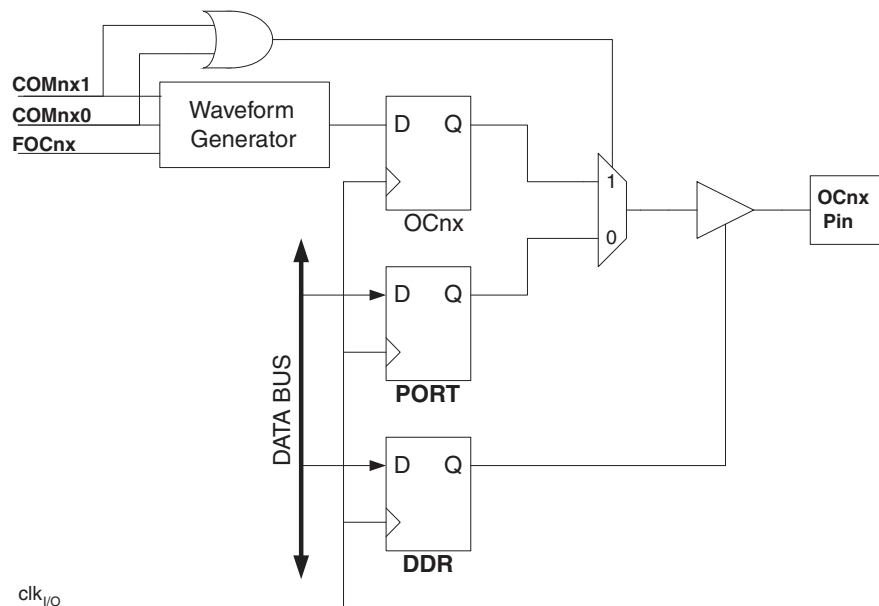 COMnx1
COMnx0
FOCnx
Waveform
Generator
D Q
OCnx
1
0
OCnx
Pin
D Q
PORT
DATA BUS
D Q
DDR
clkI/O